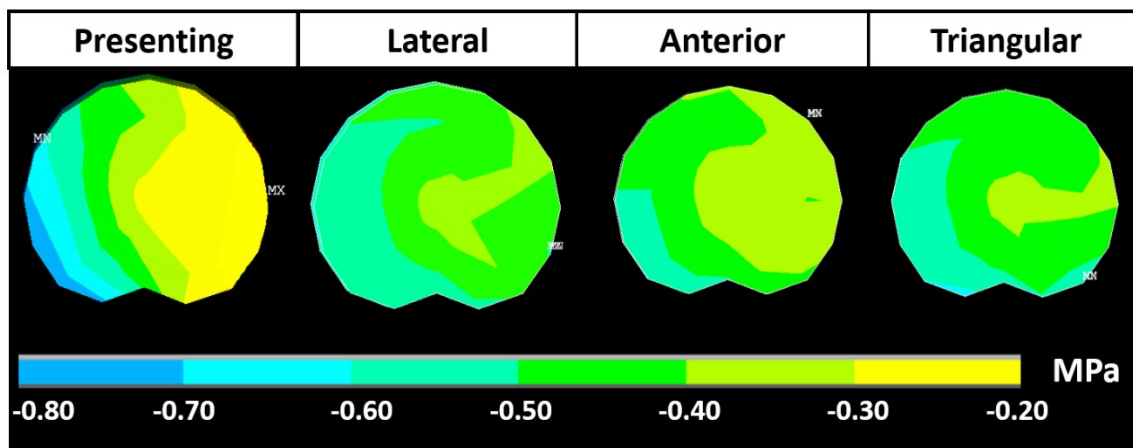 Presenting Lateral Anterior Triangular
MX
MN
MX
MN
MPa
-0.80 -0.70 -0.60 -0.50 -0.40 -0.30 -0.20